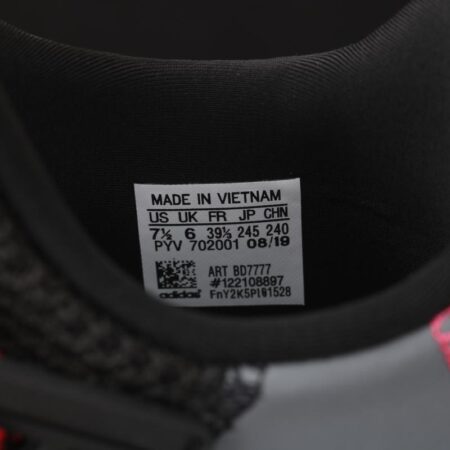 MADE IN VIETNAM
US UK FR JP CHN
7½ 6 39⅓ 245 240
PYV 702001 08/19
ART BD7777
#122108897
adidas FnY2K5Pl01528